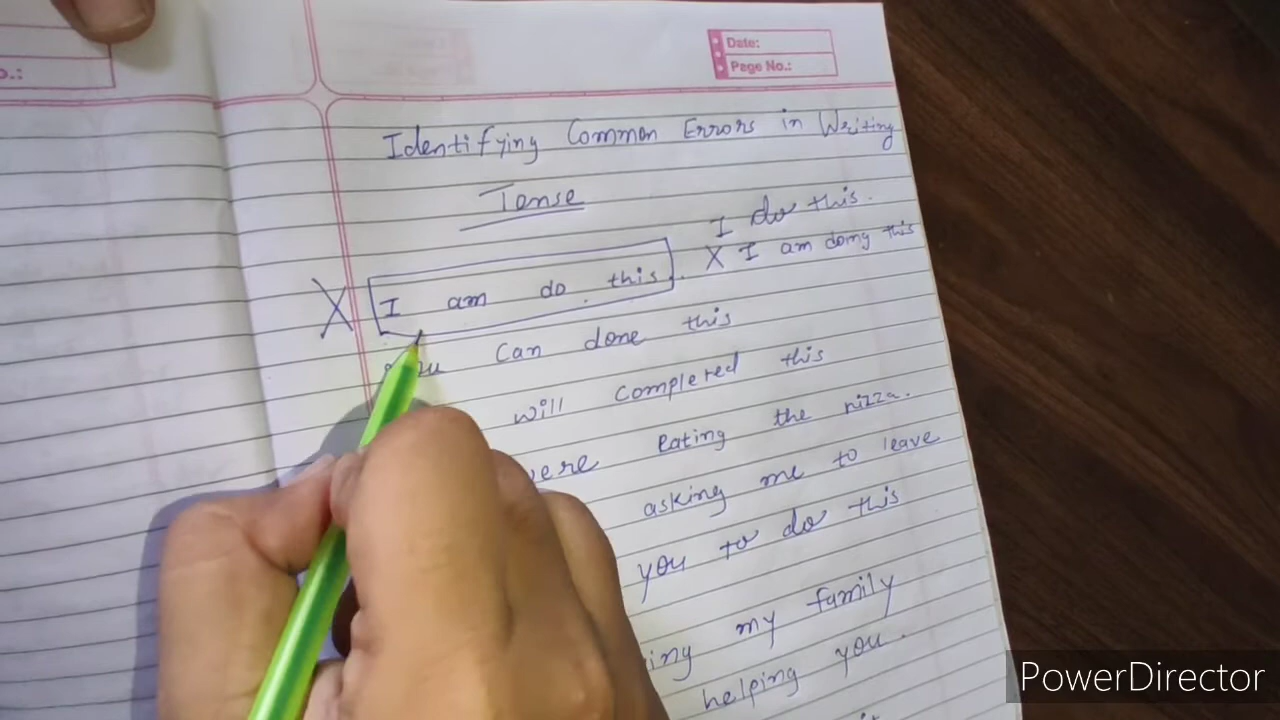 o.:
Date:
Page No.:
Identifying Common Errors in Writing
Tense
I do this.
X I am do this. X I am doing this
can done this
will completed this
eating the pizza.
asking me to leave
you to do this
my family
helping you.
PowerDirector